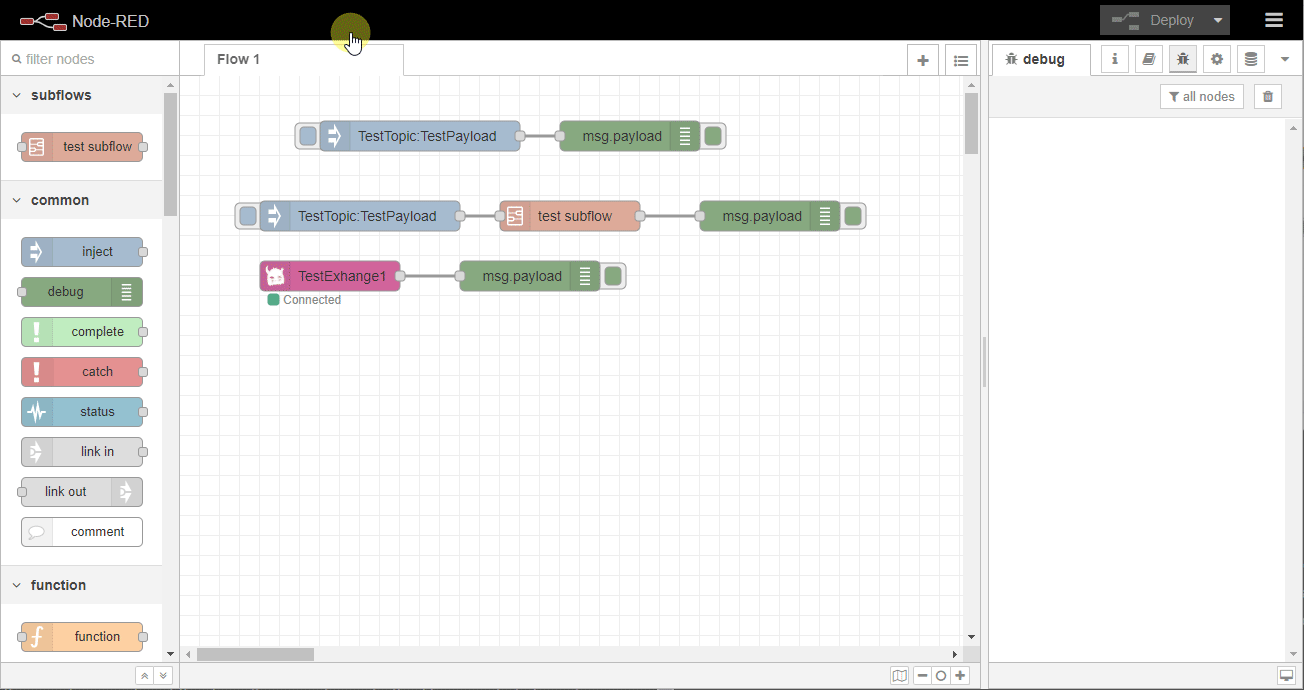 Node-RED
Deploy
filter nodes
Flow 1
debug
all nodes
subflows
test subflow
common
inject
debug
complete
catch
status
link in
link out
comment
function
function
TestTopic:TestPayload
msg.payload
TestTopic:TestPayload
test subflow
msg.payload
TestExhange1
msg.payload
Connected